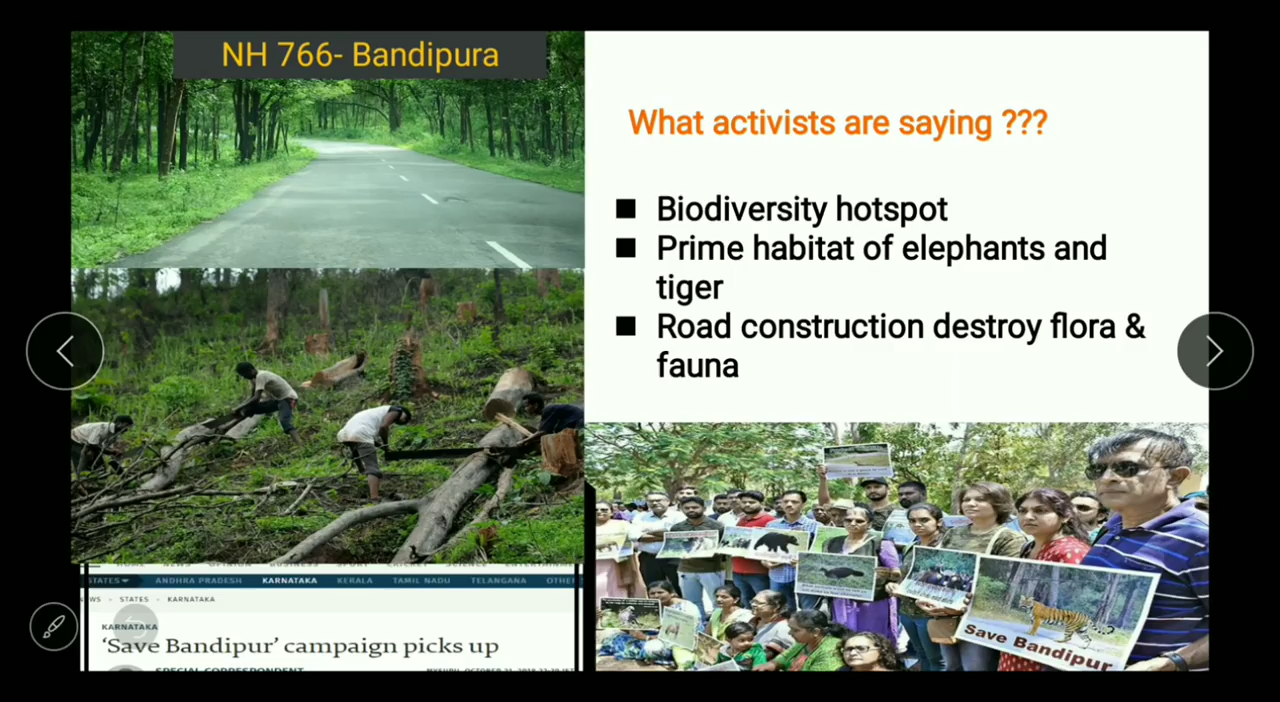 NH 766- Bandipura
What activists are saying ???
Biodiversity hotspot
Prime habitat of elephants and
tiger
Road construction destroy flora &
fauna
STATES
ANDHRA PRADESH KARNATAKA KERALA TAMIL NADU TELANGANA OTHE
STATES KARNATAKA
KARNATAKA
‘Save Bandipur’ campaign picks up
SPECIAL CORRESPONDENT
Save Bandipur